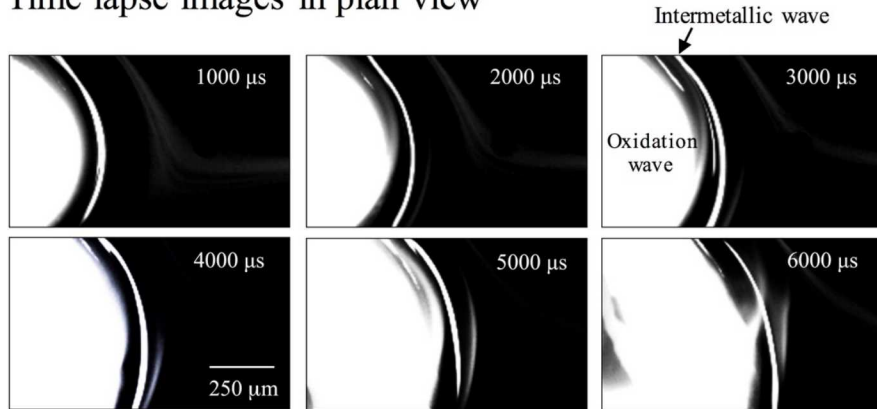 Time lapse images in plan view
Intermetallic wave
1000 μs
2000 μs
3000 μs
Oxidation
wave
4000 μs
5000 μs
6000 μs
250 μm